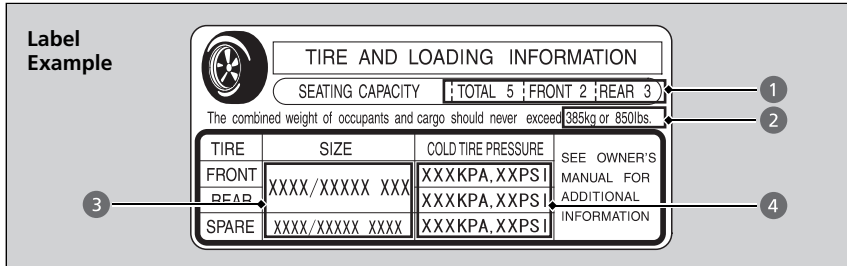 Label
Example
TIRE AND LOADING INFORMATION
SEATING CAPACITY TOTAL 5 FRONT 2 REAR 3
1
The combined weight of occupants and cargo should never exceed 385kg or 850lbs.
2
TIRE SIZE COLD TIRE PRESSURE SEE OWNER'S MANUAL FOR ADDITIONAL INFORMATION
FRONT XXXX/XXXXX XXX XXXKPA,XXPSI
3
REAR XXXKPA,XXPSI
4
SPARE XXXX/XXXXX XXXX XXXKPA,XXPSI